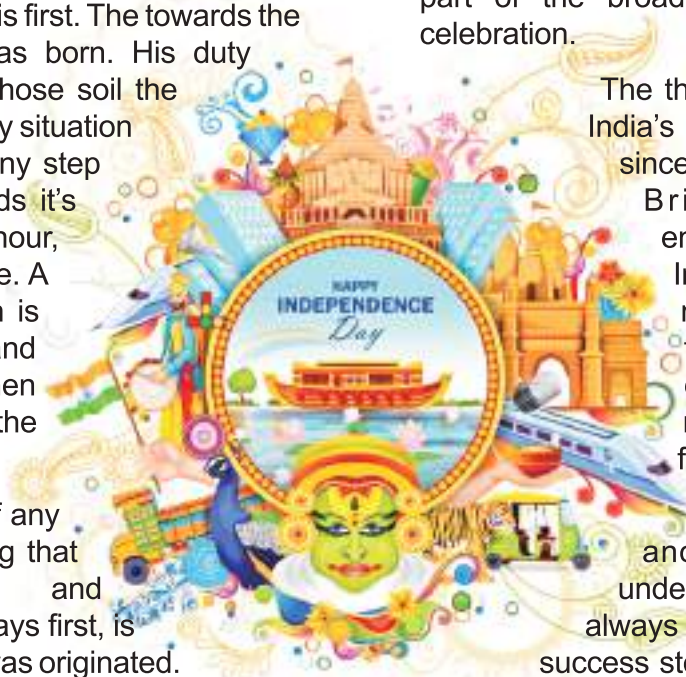 is first. The towards the
as born. His duty
hose soil the
y situation
ny step
ds it's
hour,
e. A
n is
and
en
the
f any
g that
and
ays first, is
was originated.
part of the broad
celebration.
The th
India's
since
Bri
er
In
and
unde
always
success sto
HAPPY
INDEPENDENCE
Day